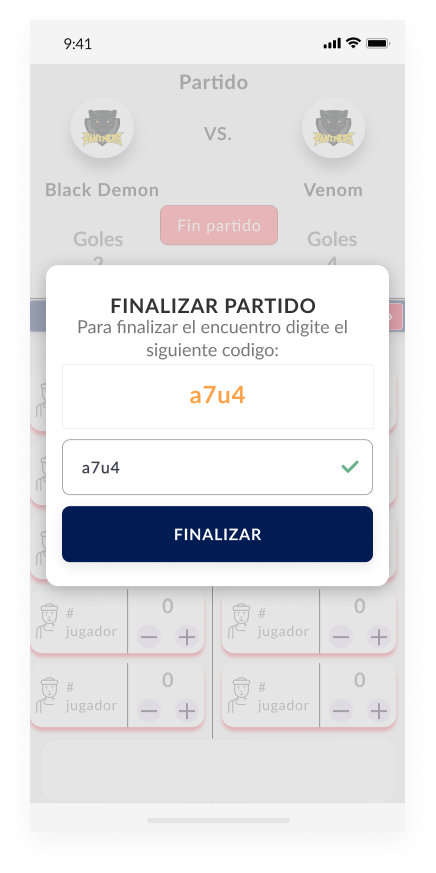 9:41
Partido
VS.
Black Demon
Venom
Fin partido
Goles
Goles
2
4
FINALIZAR PARTIDO
Para finalizar el encuentro digite el
siguiente codigo:
a7u4
a7u4
FINALIZAR
#
jugador
0
#
jugador
0
#
jugador
0
#
jugador
0